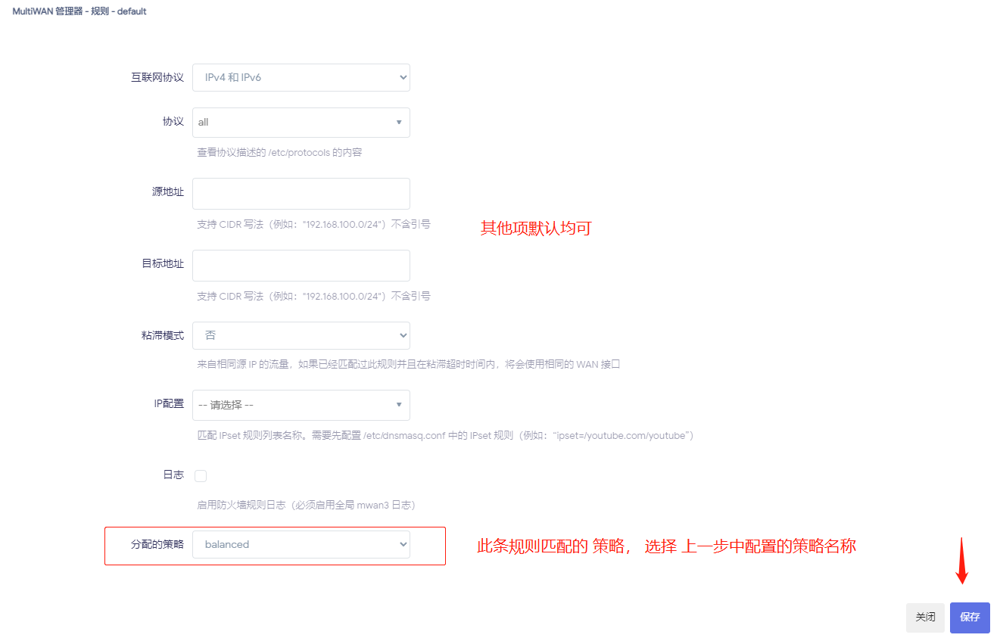 MultiWAN 管理器 - 规则 - default
互联网协议 IPv4 和 IPv6
协议 all
查看协议描述的 /etc/protocols 的内容
源地址
支持 CIDR 写法（例如："192.168.100.0/24"）不含引号
其他项默认均可
目标地址
支持 CIDR 写法（例如："192.168.100.0/24"）不含引号
粘滞模式 否
来自相同源 IP 的流量，如果已经匹配过此规则并且在粘滞超时时间内，将会使用相同的 WAN 接口
IP配置 -- 请选择 --
匹配 IPset 规则列表名称。需要先配置 /etc/dnsmasq.conf 中的 IPset 规则（例如：“ipset=/youtube.com/youtube”）
日志
启用防火墙规则日志（必须启用全局 mwan3 日志）
分配的策略 balanced
此条规则匹配的 策略， 选择 上一步中配置的策略名称
关闭 保存